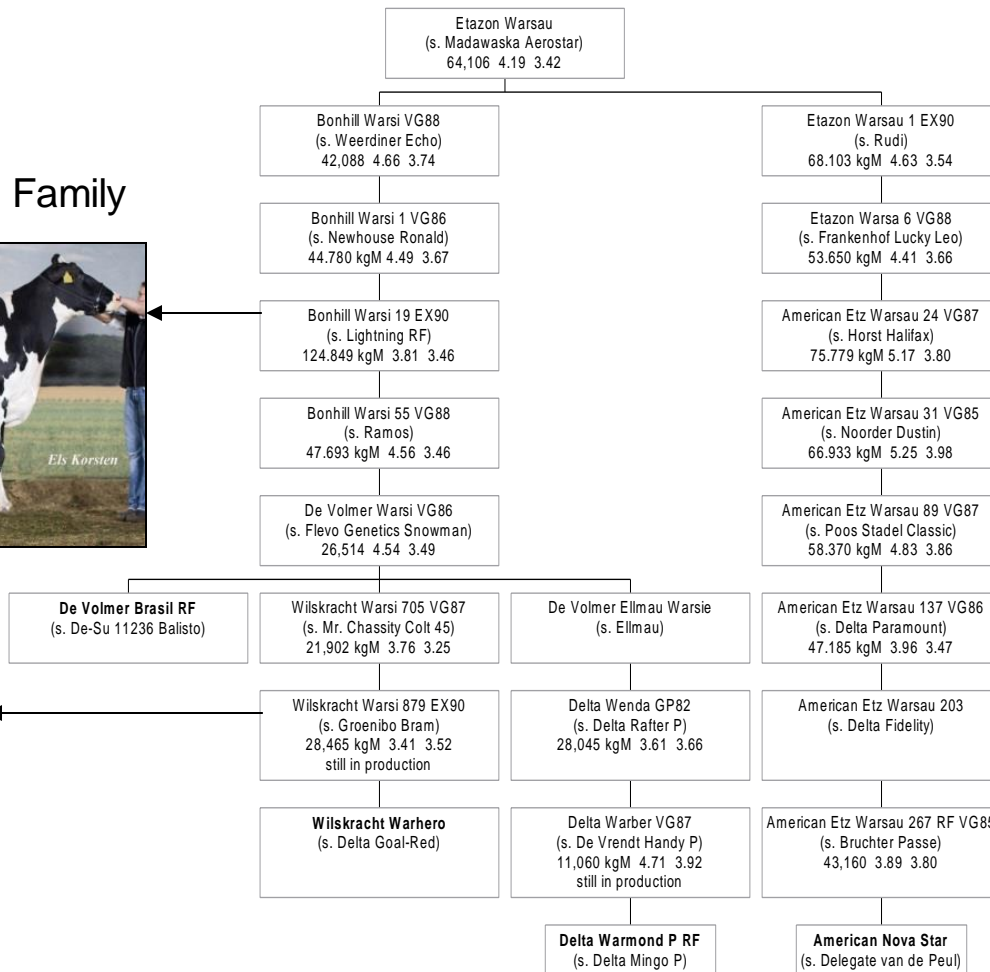 Etazon Warsau
(s. Madawaska Aerostar)
64,106 4.19 3.42
Bonhill Warsi VG88
(s. Weerdiner Echo)
42,088 4.66 3.74
Etazon Warsau 1 EX90
(s. Rudi)
68.103 kgM 4.63 3.54
Family
Bonhill Warsi 1 VG86
(s. Newhouse Ronald)
44.780 kgM 4.49 3.67
Etazon Warsa 6 VG88
(s. Frankenhof Lucky Leo)
53.650 kgM 4.41 3.66
Bonhill Warsi 19 EX90
(s. Lightning RF)
124.849 kgM 3.81 3.46
American Etz Warsau 24 VG87
(s. Horst Halifax)
75.779 kgM 5.17 3.80
Els Korsten
Bonhill Warsi 55 VG88
(s. Ramos)
47.693 kgM 4.56 3.46
American Etz Warsau 31 VG85
(s. Noorder Dustin)
66.933 kgM 5.25 3.98
De Volmer Warsi VG86
(s. Flevo Genetics Snowman)
26,514 4.54 3.49
American Etz Warsau 89 VG87
(s. Poos Stadel Classic)
58.370 kgM 4.83 3.86
De Volmer Brasil RF
(s. De-Su 11236 Balisto)
Wilskracht Warsi 705 VG87
(s. Mr. Chassity Colt 45)
21,902 kgM 3.76 3.25
De Volmer Ellmau Warsie
(s. Ellmau)
American Etz Warsau 137 VG86
(s. Delta Paramount)
47.185 kgM 3.96 3.47
Wilskracht Warsi 879 EX90
(s. Groenibo Bram)
28,465 kgM 3.41 3.52
still in production
Delta Wenda GP82
(s. Delta Rafter P)
28,045 kgM 3.61 3.66
American Etz Warsau 203
(s. Delta Fidelity)
Wilskracht Warhero
(s. Delta Goal-Red)
Delta Warber VG87
(s. De Vrendt Handy P)
11,060 kgM 4.71 3.92
still in production
American Etz Warsau 267 RF VG85
(s. Bruchter Passe)
43,160 3.89 3.80
Delta Warmond P RF
(s. Delta Mingo P)
American Nova Star
(s. Delegate van de Peul)